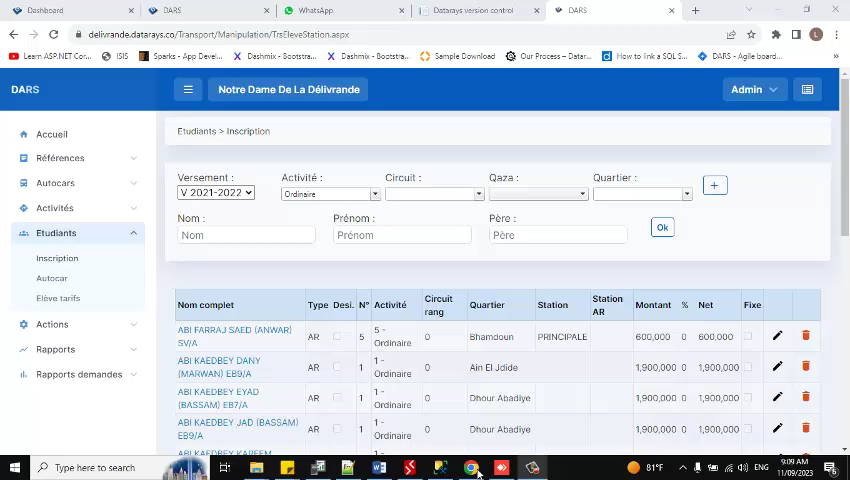 Dashboard
DARS
WhatsApp
Datarays version control
DARS
delivrande.datarays.co/Transport/Manipulation/TrsEleveStation.aspx
L
Learn ASP.NET Cor...
ISIS
Sparks - App Devel...
Dashmix - Bootstra...
Dashmix - Bootstra...
Sample Download
Our Process – Datar...
How to link a SQL S...
DARS - Agile board...
DARS
Notre Dame De La Délivrande
Admin
Accueil
Références
Autocars
Activités
Etudiants
Inscription
Autocar
Elève tarifs
Actions
Rapports
Rapports demandes
Etudiants > Inscription
Versement : Activité : Circuit : Qaza : Quartier :
V 2021-2022 Ordinaire
Nom : Prénom : Père :
Nom Prénom Père Ok
Nom complet Type Desi. N° Activité Circuit rang Quartier Station Station AR Montant % Net Fixe
ABI FARRAJ SAED (ANWAR) SV/A AR 5 5 - Ordinaire 0 Bhamdoun PRINCIPALE 600,000 0 600,000
ABI KAEDBEY DANY (MARWAN) EB9/A AR 1 1 - Ordinaire 0 Ain El Jdide 1,900,000 0 1,900,000
ABI KAEDBEY EYAD (BASSAM) EB7/A AR 1 1 - Ordinaire 0 Dhour Abadiye 1,900,000 0 1,900,000
ABI KAEDBEY JAD (BASSAM) EB9/A AR 1 1 - Ordinaire 0 Dhour Abadiye 1,900,000 0 1,900,000
ABI KAEDBEY KAREEM
Type here to search
81°F
ENG
9:09 AM
11/09/2023